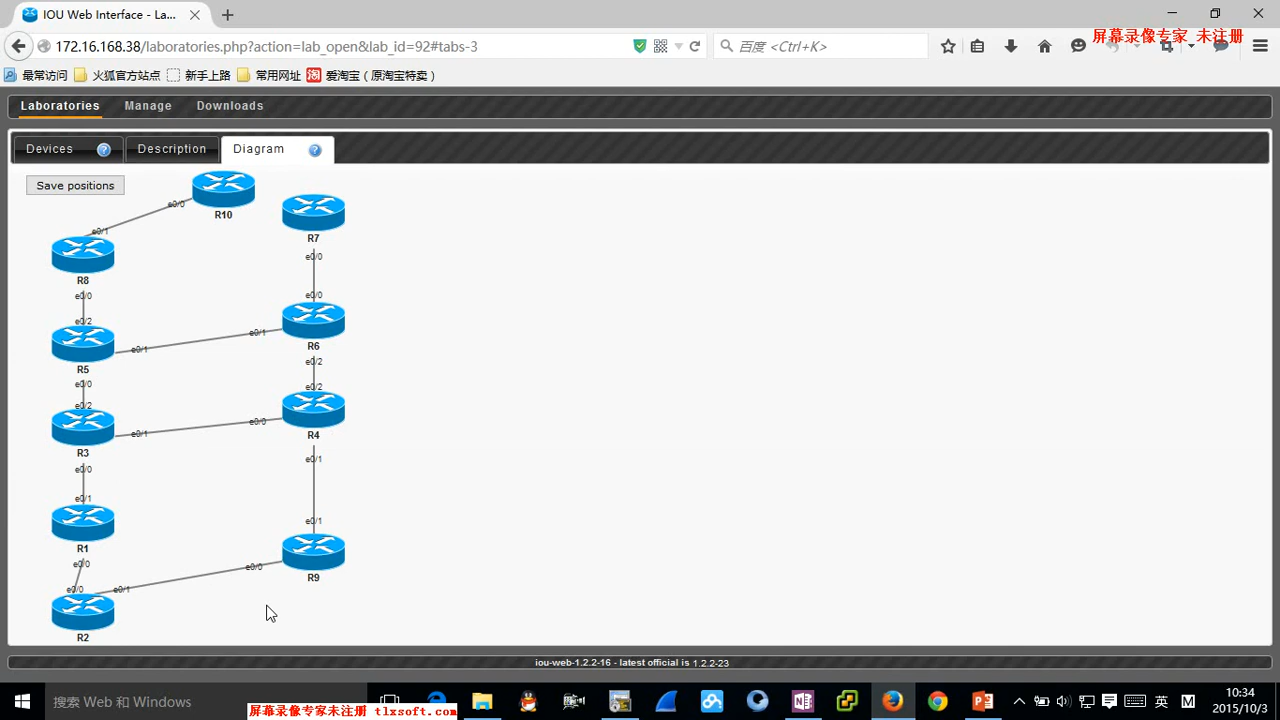 IOU Web Interface - La...
172.16.168.38/laboratories.php?action=lab_open&lab_id=92#tabs-3
百度 <Ctrl+K>
屏幕录像专家 未注册
最常访问 火狐官方站点 新手上路 常用网址 淘 爱淘宝（原淘宝特卖）
Laboratories Manage Downloads
Devices ? Description Diagram ?
Save positions
e0/0
R10
e0/1
R7
e0/0
R8
e0/0
e0/0
e0/2
e0/1
e0/1
R6
R5
e0/2
e0/0
e0/2
e0/2
e0/0
e0/1
R4
R3
e0/1
e0/0
e0/1
e0/1
R1
e0/0
e0/0
R9
e0/0
e0/1
R2
iou-web-1.2.2-16 - latest official is 1.2.2-23
搜索 Web 和 Windows
英
M
10:34
2015/10/3
屏幕录像专家未注册 tlxsoft.com